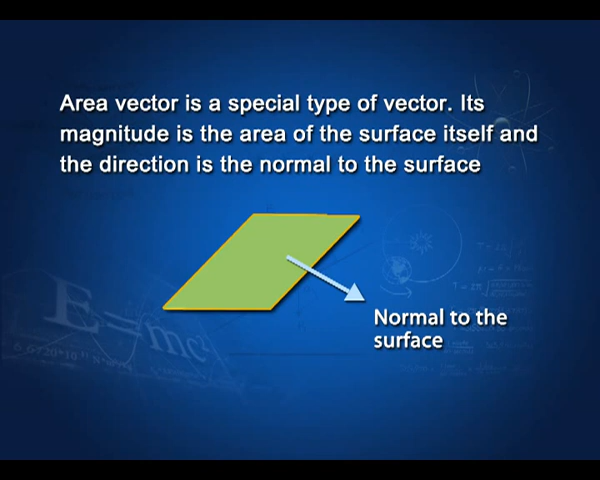 Area vector is a special type of vector. Its
magnitude is the area of the surface itself and
the direction is the normal to the surface
Normal to the
surface
E=mc²